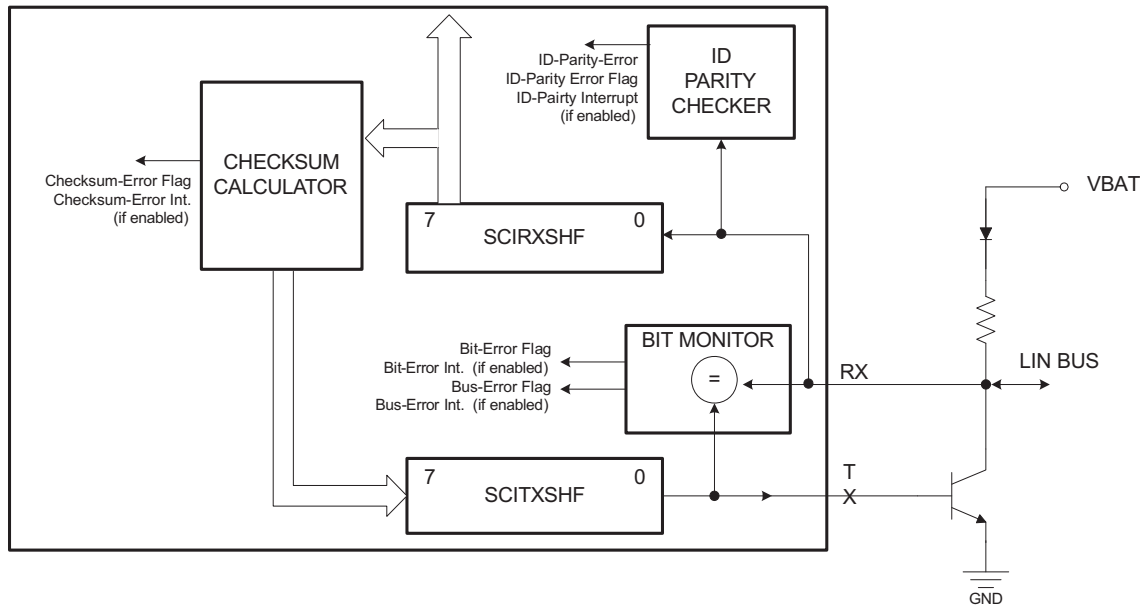 ID-Parity-Error
ID-Parity Error Flag
ID-Pairty Interrupt
(if enabled)
ID
PARITY
CHECKER
CHECKSUM
CALCULATOR
Checksum-Error Flag
Checksum-Error Int.
(if enabled)
VBAT
7 0
SCIRXSHF
BIT MONITOR
=
Bit-Error Flag
Bit-Error Int. (if enabled)
Bus-Error Flag
Bus-Error Int. (if enabled)
RX
LIN BUS
7 0
SCITXSHF
T
X
GND